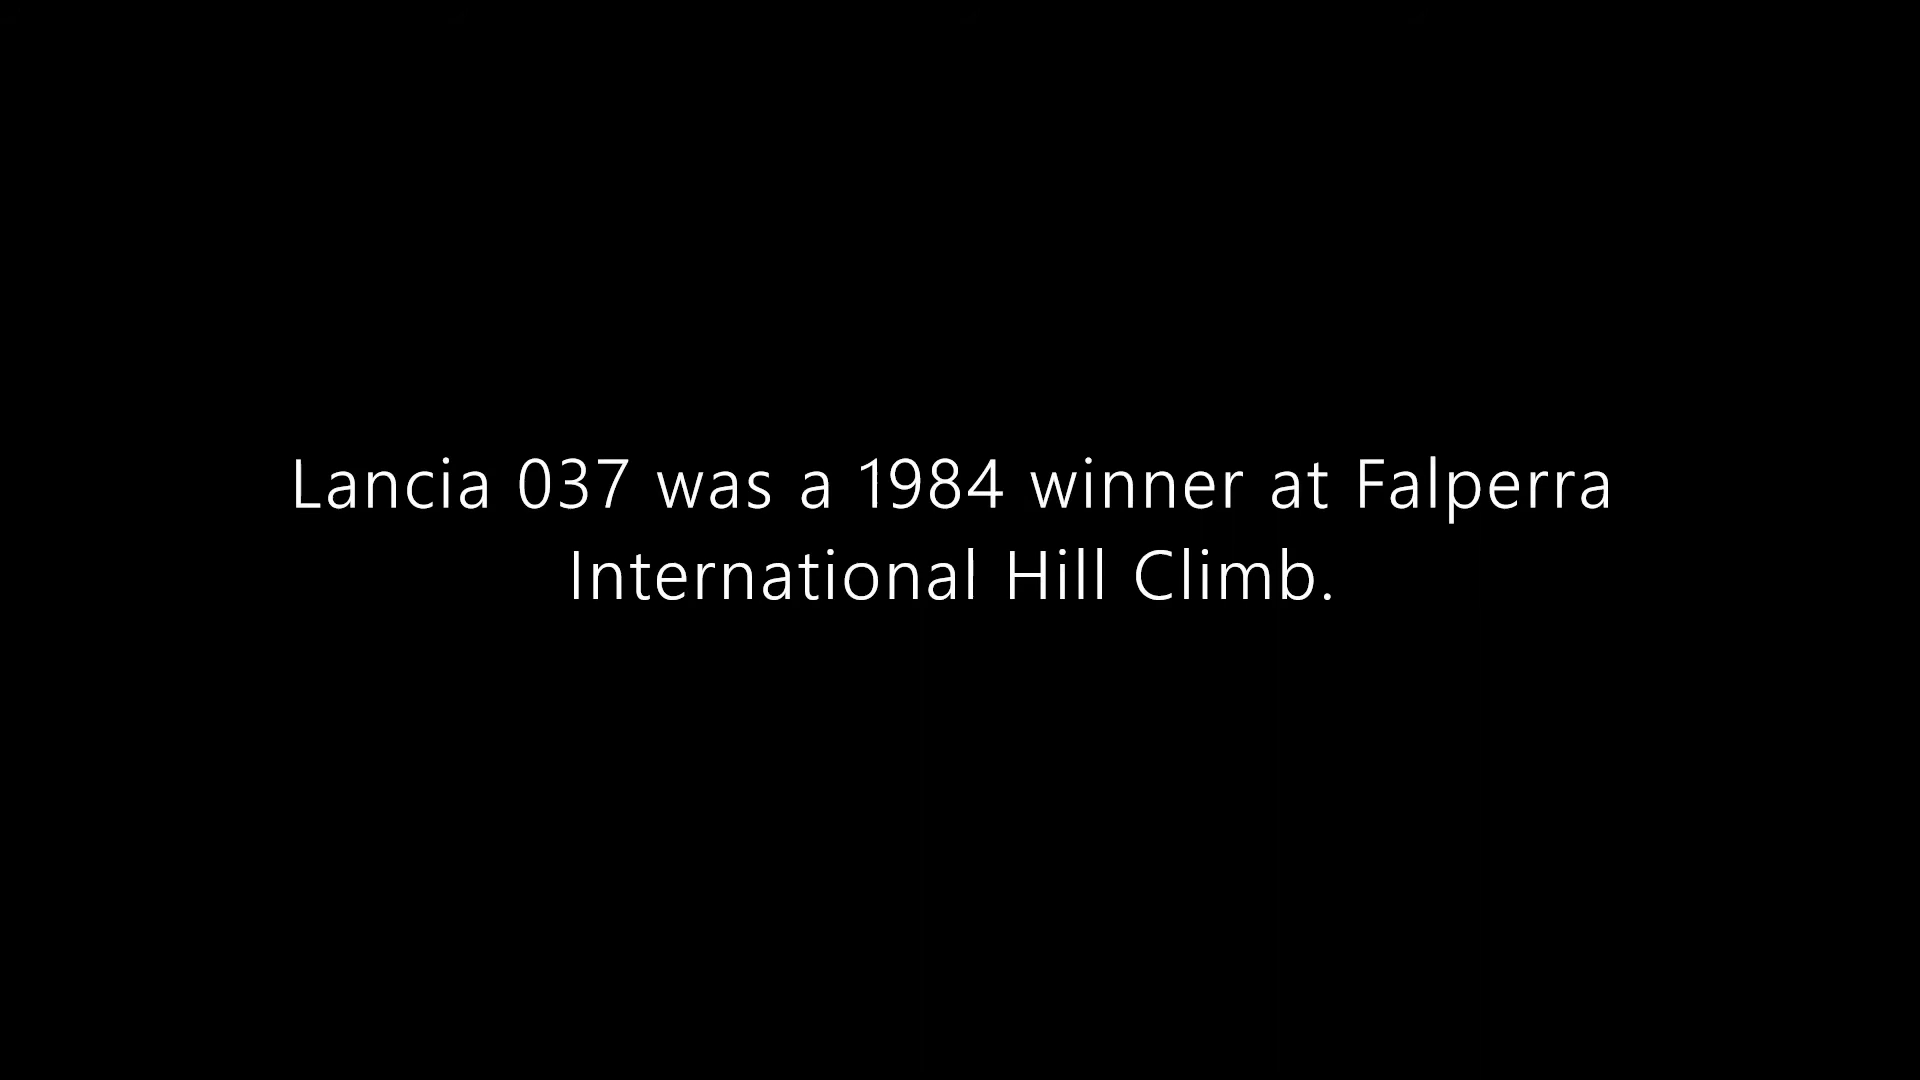 Lancia 037 was a 1984 winner at Falperra
International Hill Climb.